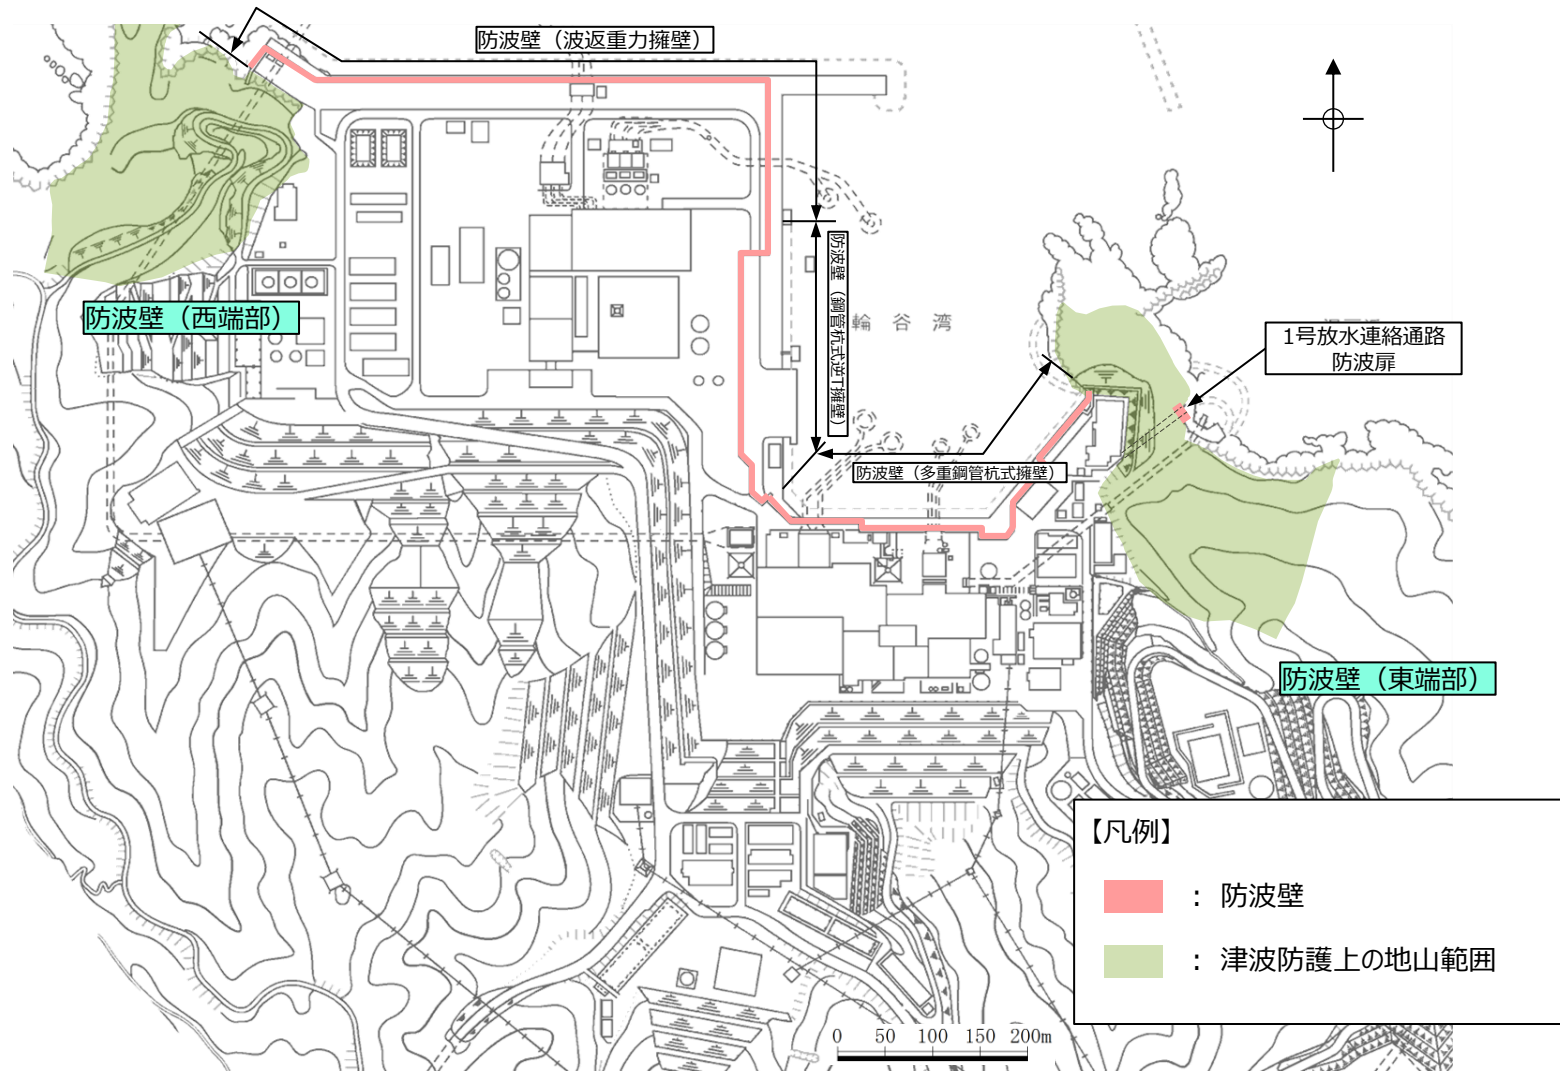 防波壁（波返重力擁壁）
防波壁（鋼管杭式逆T擁壁）
輪谷湾
防波壁（西端部）
1号放水連絡通路
防波扉
防波壁（多重鋼管杭式擁壁）
防波壁（東端部）
【凡例】
：防波壁
：津波防護上の地山範囲
0 50 100 150 200m